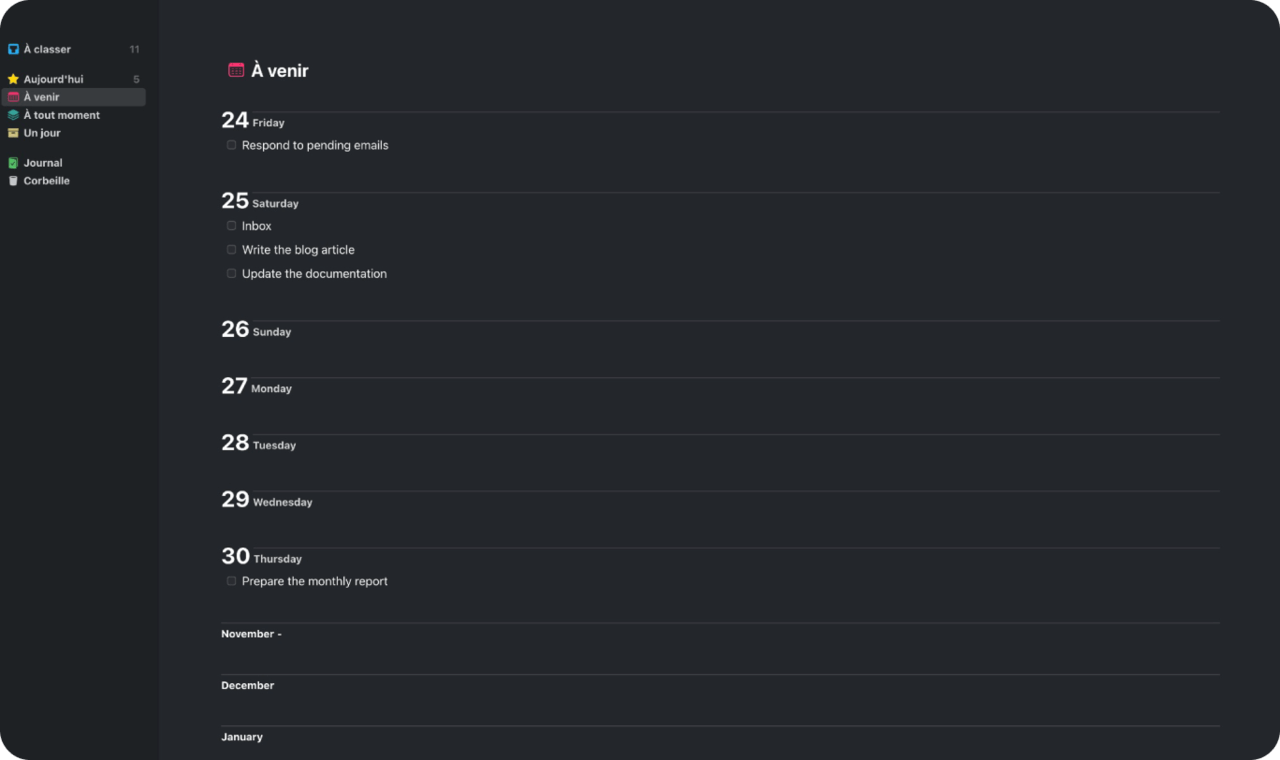 À classer 11
Aujourd'hui 5
À venir
À tout moment
Un jour
Journal
Corbeille
À venir
24 Friday
Respond to pending emails
25 Saturday
Inbox
Write the blog article
Update the documentation
26 Sunday
27 Monday
28 Tuesday
29 Wednesday
30 Thursday
Prepare the monthly report
November -
December
January